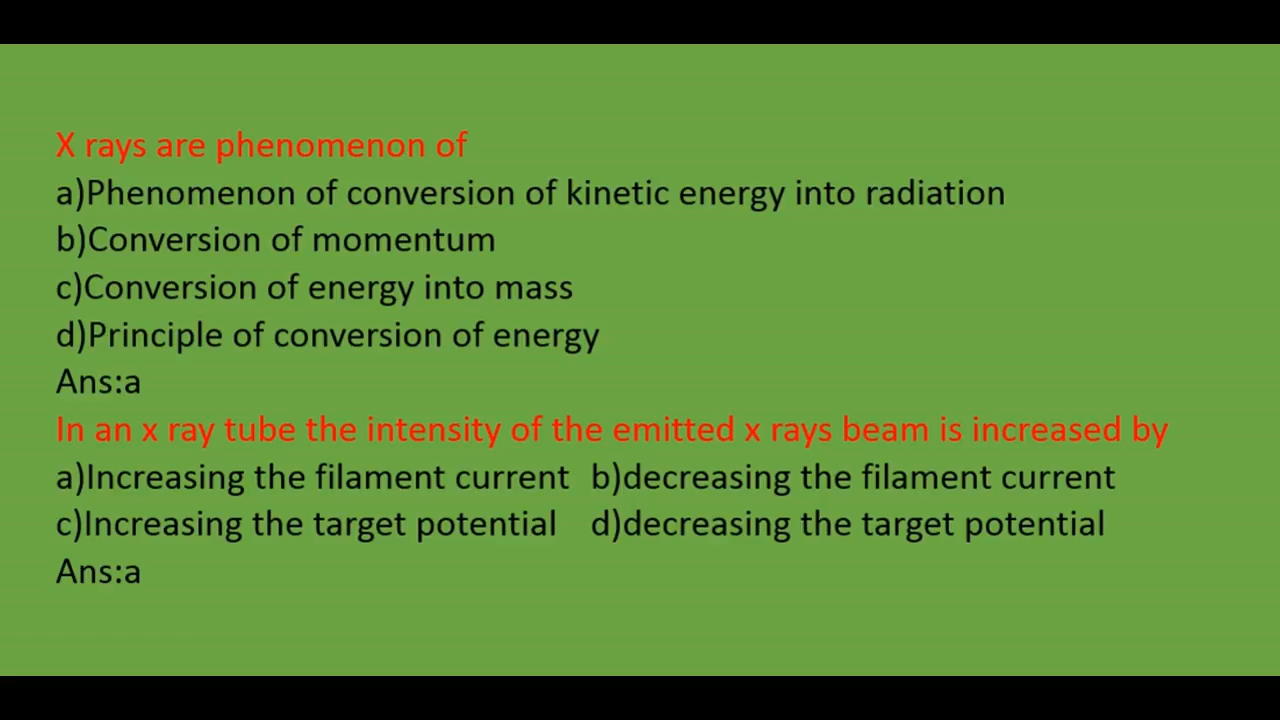 X rays are phenomenon of
a)Phenomenon of conversion of kinetic energy into radiation
b)Conversion of momentum
c)Conversion of energy into mass
d)Principle of conversion of energy
Ans:a
In an x ray tube the intensity of the emitted x rays beam is increased by
a)Increasing the filament current b)decreasing the filament current
c)Increasing the target potential d)decreasing the target potential
Ans:a